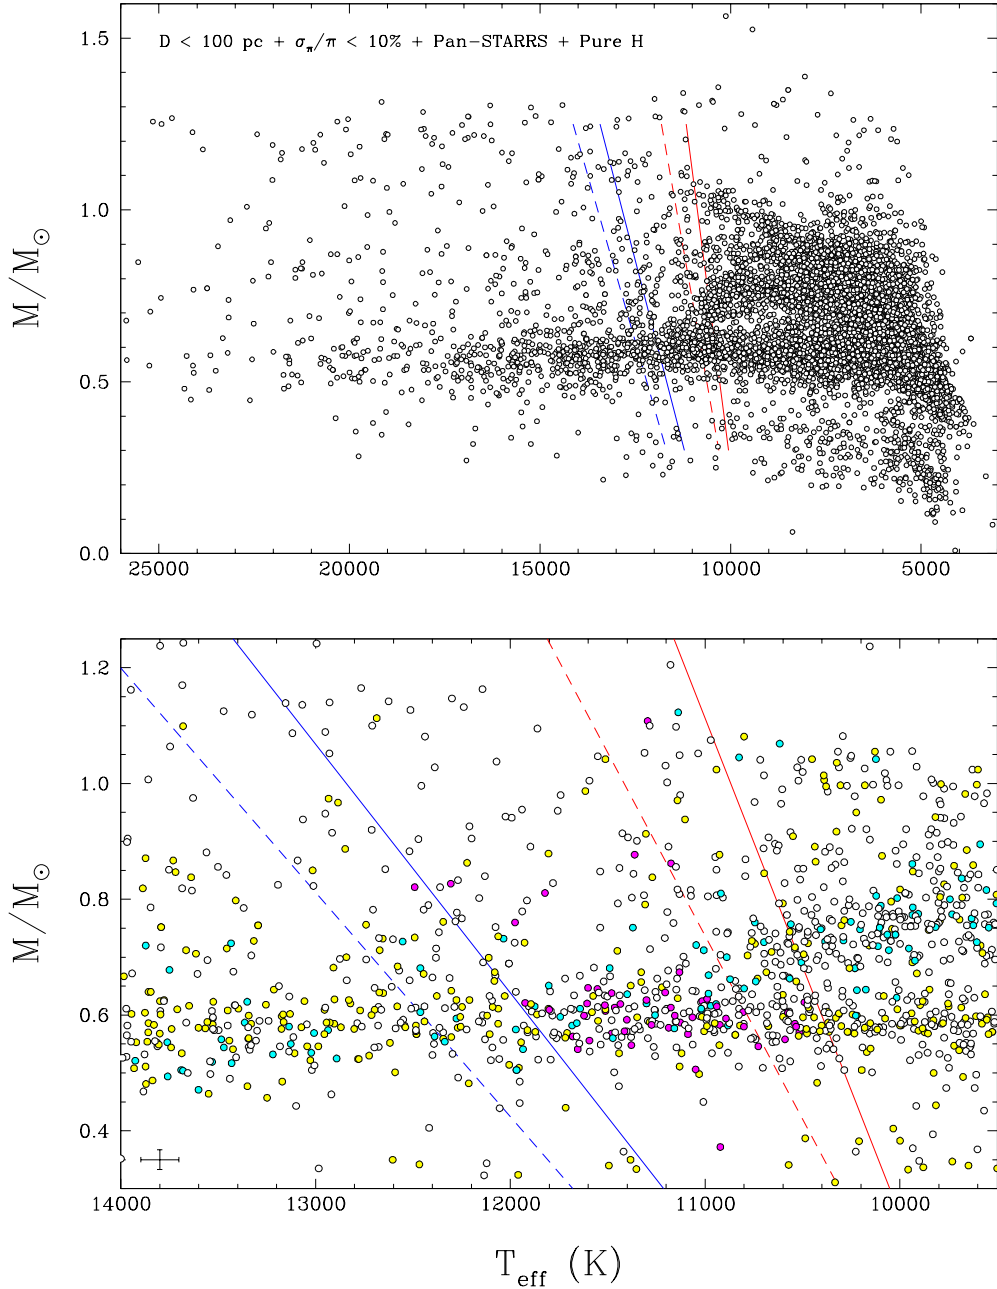 D < 100 pc + σ_π/π < 10% + Pan-STARRS + Pure H
1.5
1.0
0.5
0.0
M/M☉
25000 20000 15000 10000 5000
1.2
1.0
0.8
0.6
0.4
M/M☉
14000 13000 12000 11000 10000
T_eff (K)